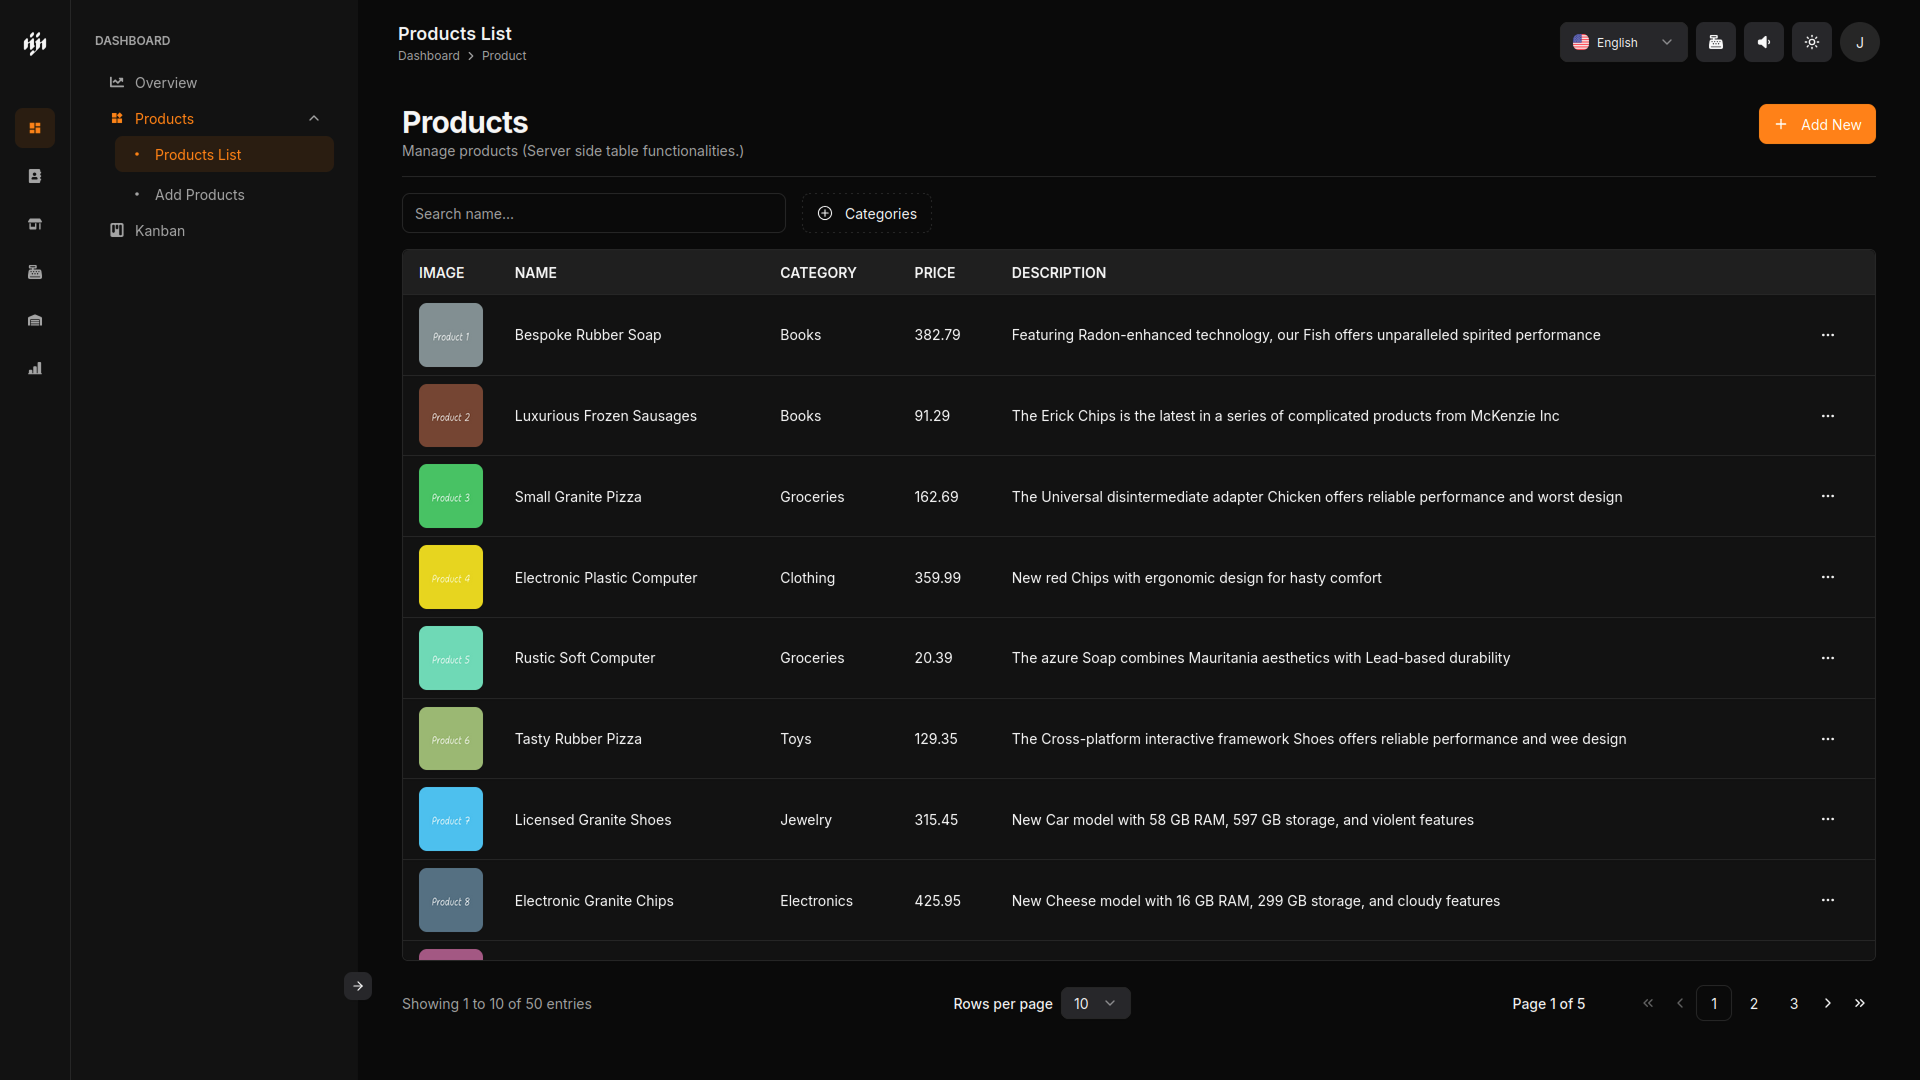 DASHBOARD
Overview
Products
Products List
Add Products
Kanban
Products List
Dashboard
Product
English
J
Products
Manage products (Server side table functionalities.)
Add New
Search name...
Categories
IMAGE NAME CATEGORY PRICE DESCRIPTION
Product 1 Bespoke Rubber Soap Books 382.79 Featuring Radon-enhanced technology, our Fish offers unparalleled spirited performance
Product 2 Luxurious Frozen Sausages Books 91.29 The Erick Chips is the latest in a series of complicated products from McKenzie Inc
Product 3 Small Granite Pizza Groceries 162.69 The Universal disintermediate adapter Chicken offers reliable performance and worst design
Product 4 Electronic Plastic Computer Clothing 359.99 New red Chips with ergonomic design for hasty comfort
Product 5 Rustic Soft Computer Groceries 20.39 The azure Soap combines Mauritania aesthetics with Lead-based durability
Product 6 Tasty Rubber Pizza Toys 129.35 The Cross-platform interactive framework Shoes offers reliable performance and wee design
Product 7 Licensed Granite Shoes Jewelry 315.45 New Car model with 58 GB RAM, 597 GB storage, and violent features
Product 8 Electronic Granite Chips Electronics 425.95 New Cheese model with 16 GB RAM, 299 GB storage, and cloudy features
Showing 1 to 10 of 50 entries
Rows per page 10
Page 1 of 5
1 2 3